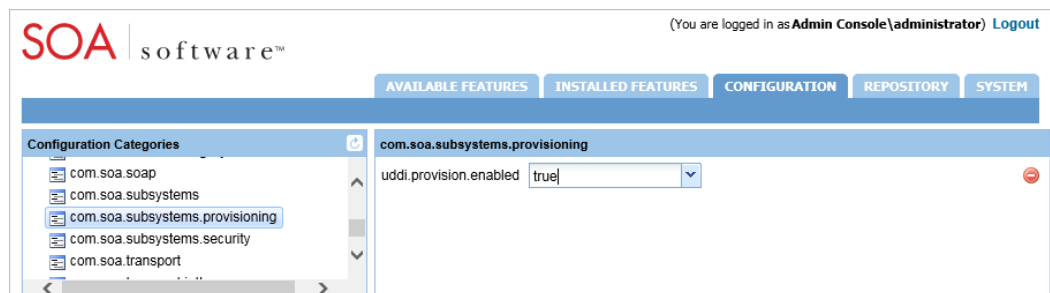 (You are logged in as Admin Console\administrator) Logout
SOA software™
AVAILABLE FEATURES INSTALLED FEATURES CONFIGURATION REPOSITORY SYSTEM
Configuration Categories
com.soa.soap
com.soa.subsystems
com.soa.subsystems.provisioning
com.soa.subsystems.security
com.soa.transport
com.soa.subsystems.provisioning
uddi.provision.enabled true